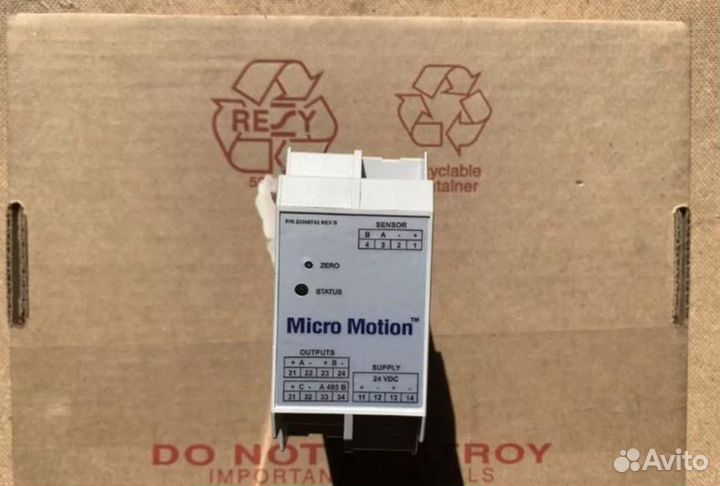 RESY
cyclable
ntainer
P/N 20008743 REV B
SENSOR
B A - +
4 3 2 1
ZERO
STATUS
Micro Motion™
OUTPUTS
+ A - + B -
21 22 23 24
+ C - A 485 B
31 32 33 34
SUPPLY
24 VDC
+ - + -
11 12 13 14
DO NOT TROY
IMPORTAN LS
Avito